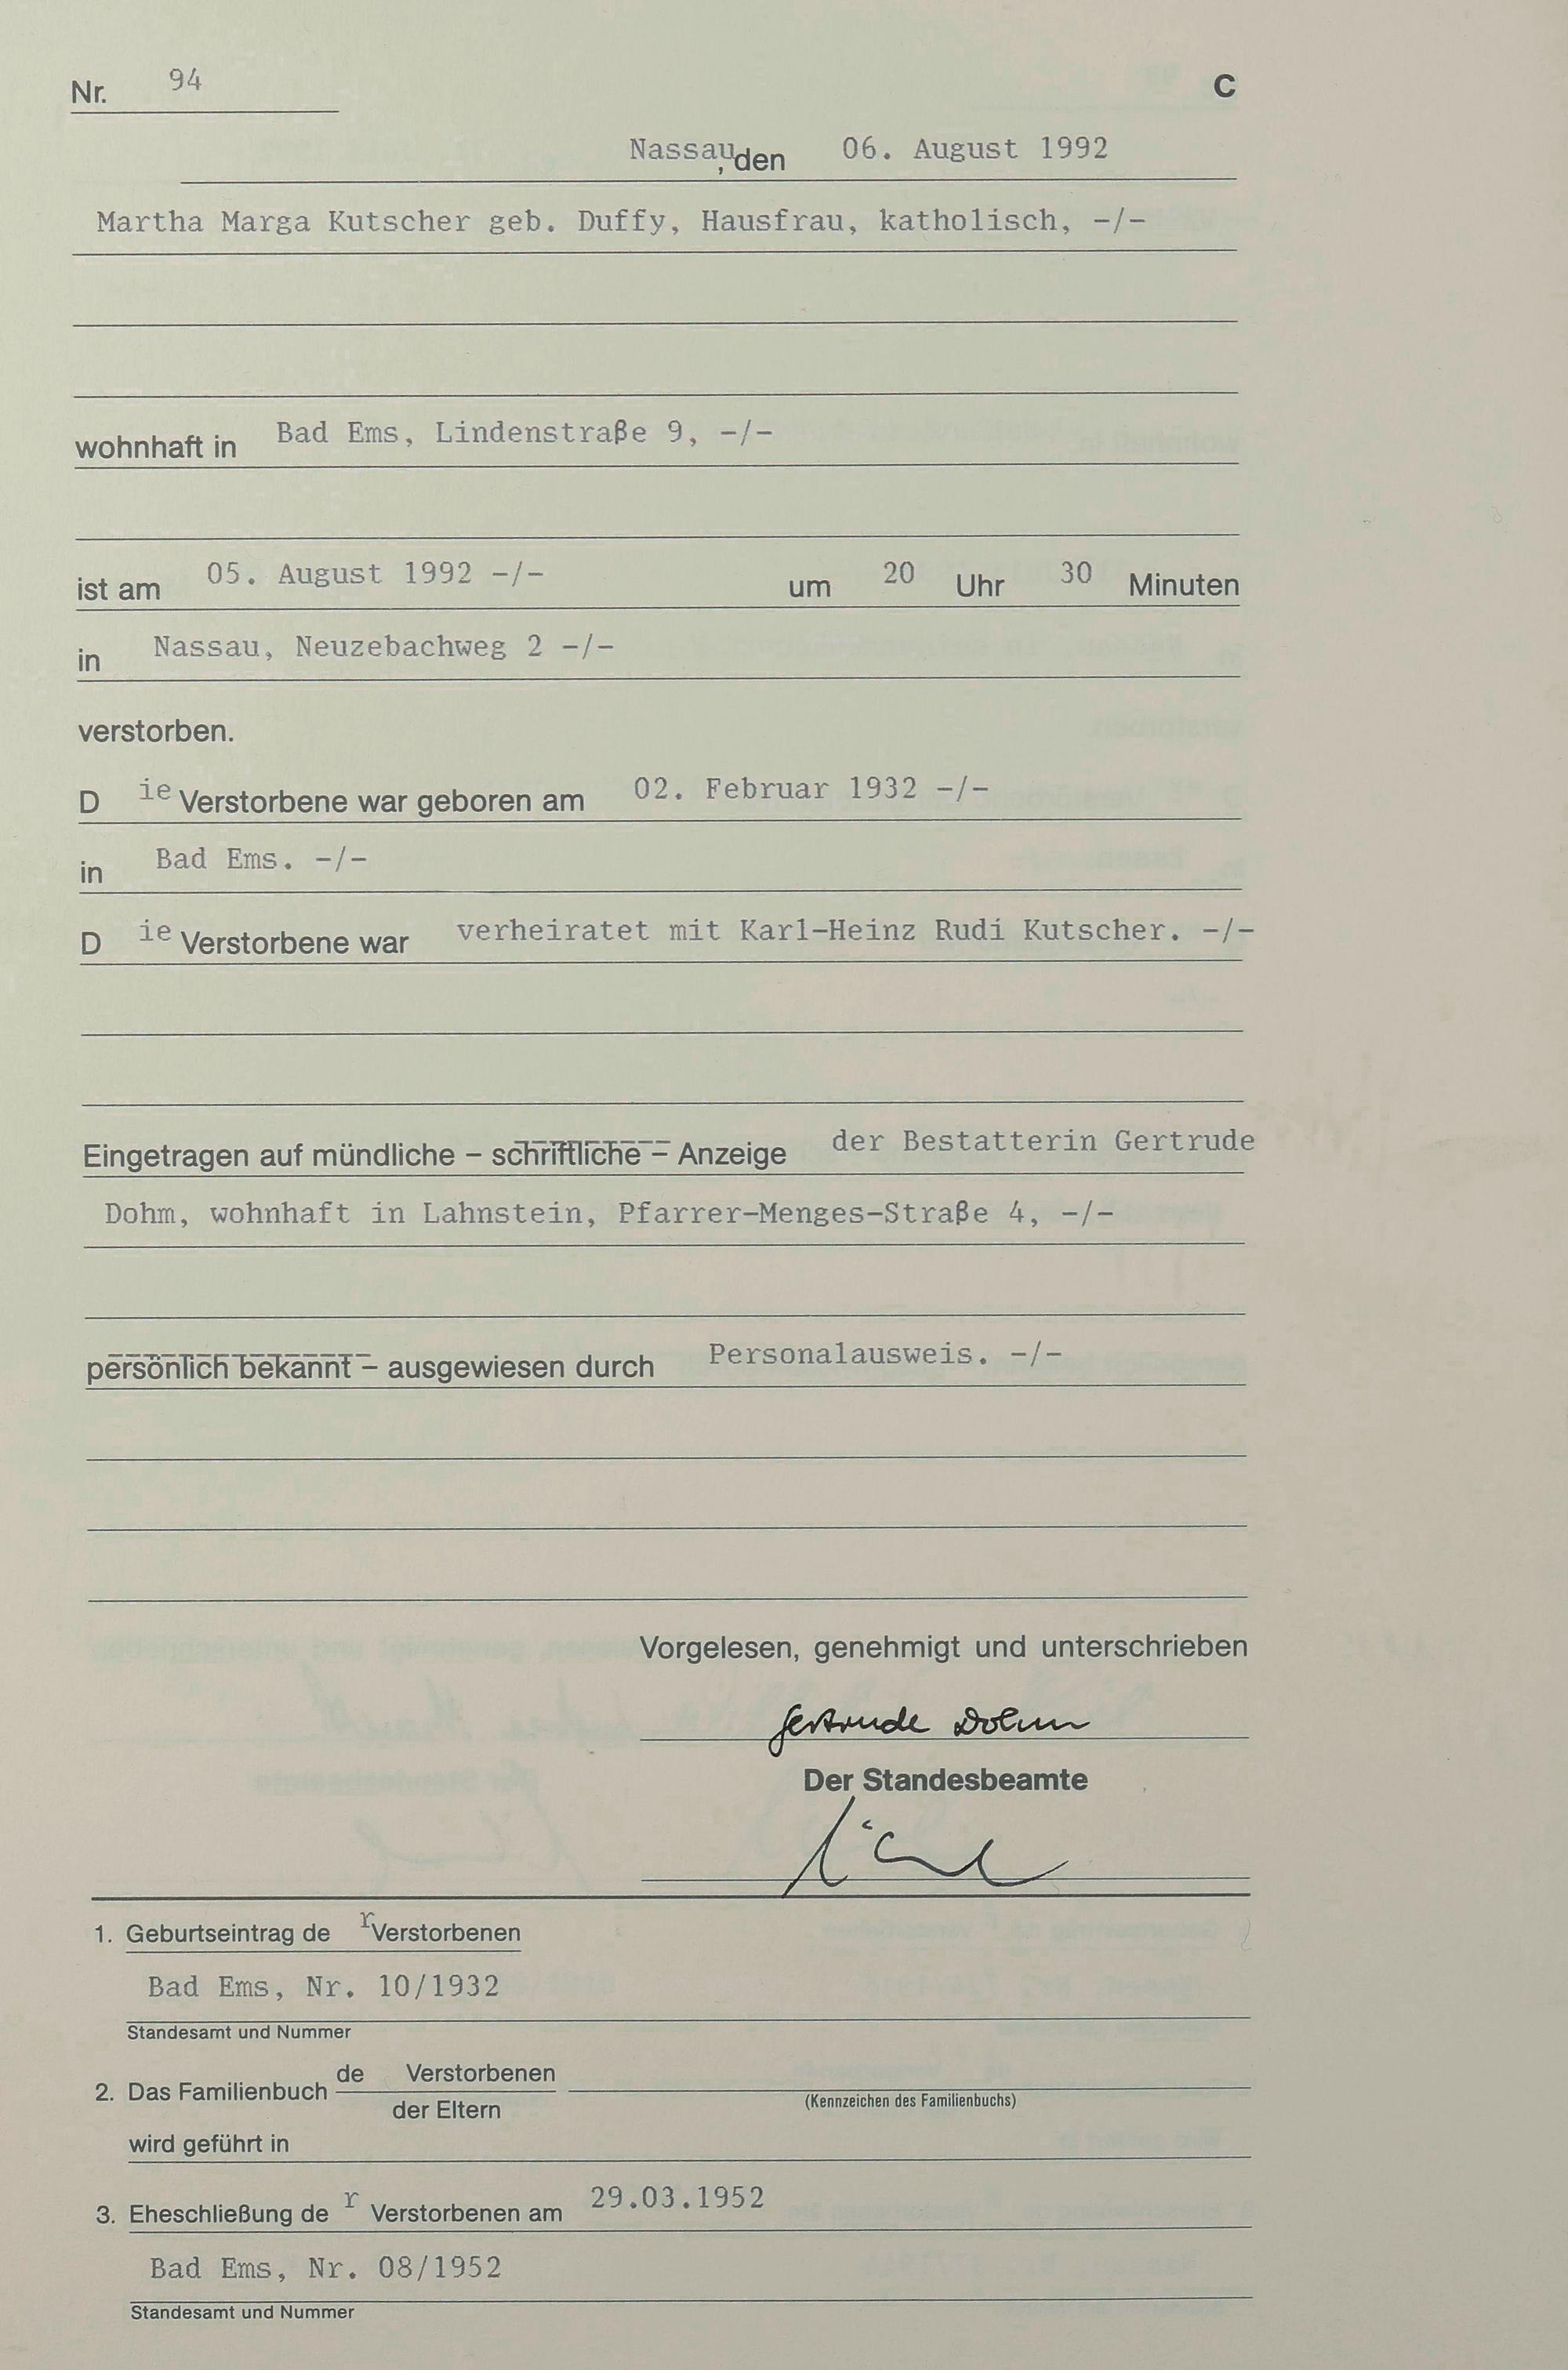 Nr. 94 C
Nassau, den 06. August 1992
Martha Marga Kutscher geb. Duffy, Hausfrau, katholisch, -/-
wohnhaft in Bad Ems, Lindenstraße 9, -/-
ist am 05. August 1992 -/- um 20 Uhr 30 Minuten
in Nassau, Neuzebachweg 2 -/-
verstorben.
D ie Verstorbene war geboren am 02. Februar 1932 -/-
in Bad Ems. -/-
D ie Verstorbene war verheiratet mit Karl-Heinz Rudi Kutscher. -/-
Eingetragen auf mündliche – schriftliche – Anzeige der Bestatterin Gertrude
Dohm, wohnhaft in Lahnstein, Pfarrer-Menges-Straße 4, -/-
persönlich bekannt – ausgewiesen durch Personalausweis. -/-
Vorgelesen, genehmigt und unterschrieben
Gertrude Dohm
Der Standesbeamte
1. Geburtseintrag de r Verstorbenen
Bad Ems, Nr. 10/1932
Standesamt und Nummer
2. Das Familienbuch de Verstorbenen
der Eltern
(Kennzeichen des Familienbuchs)
wird geführt in
3. Eheschließung de r Verstorbenen am 29.03.1952
Bad Ems, Nr. 08/1952
Standesamt und Nummer